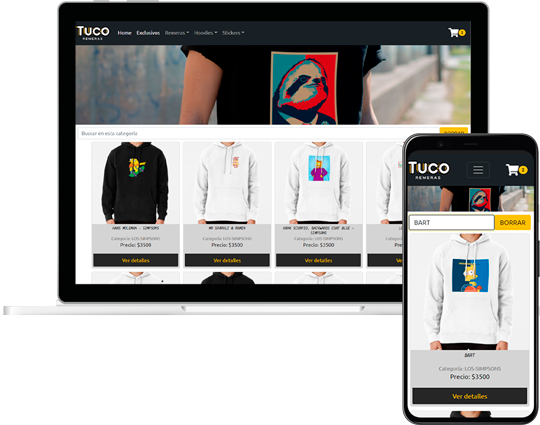 TUCO
REMERAS
Home
Exclusivos
Remeras
Hoodies
Stickers
0
Buscar en esta categoría
BORRAR
HANS MOLEMAN - SIMPSONS
Categoría: LOS-SIMPSONS
Precio: $3500
Ver detalles
MR SPARKLE & HOMER
Categoría: LOS-SIMPSONS
Precio: $3500
Ver detalles
HANK SCORPIO, BACKWARDS COAT BLUE -
SIMPSONS
Categoría: LOS-SIMPSONS
Precio: $3500
Ver detalles
TUCO
REMERAS
BART
BORRAR
BART
Categoría: LOS-SIMPSONS
Precio: $3500
Ver detalles